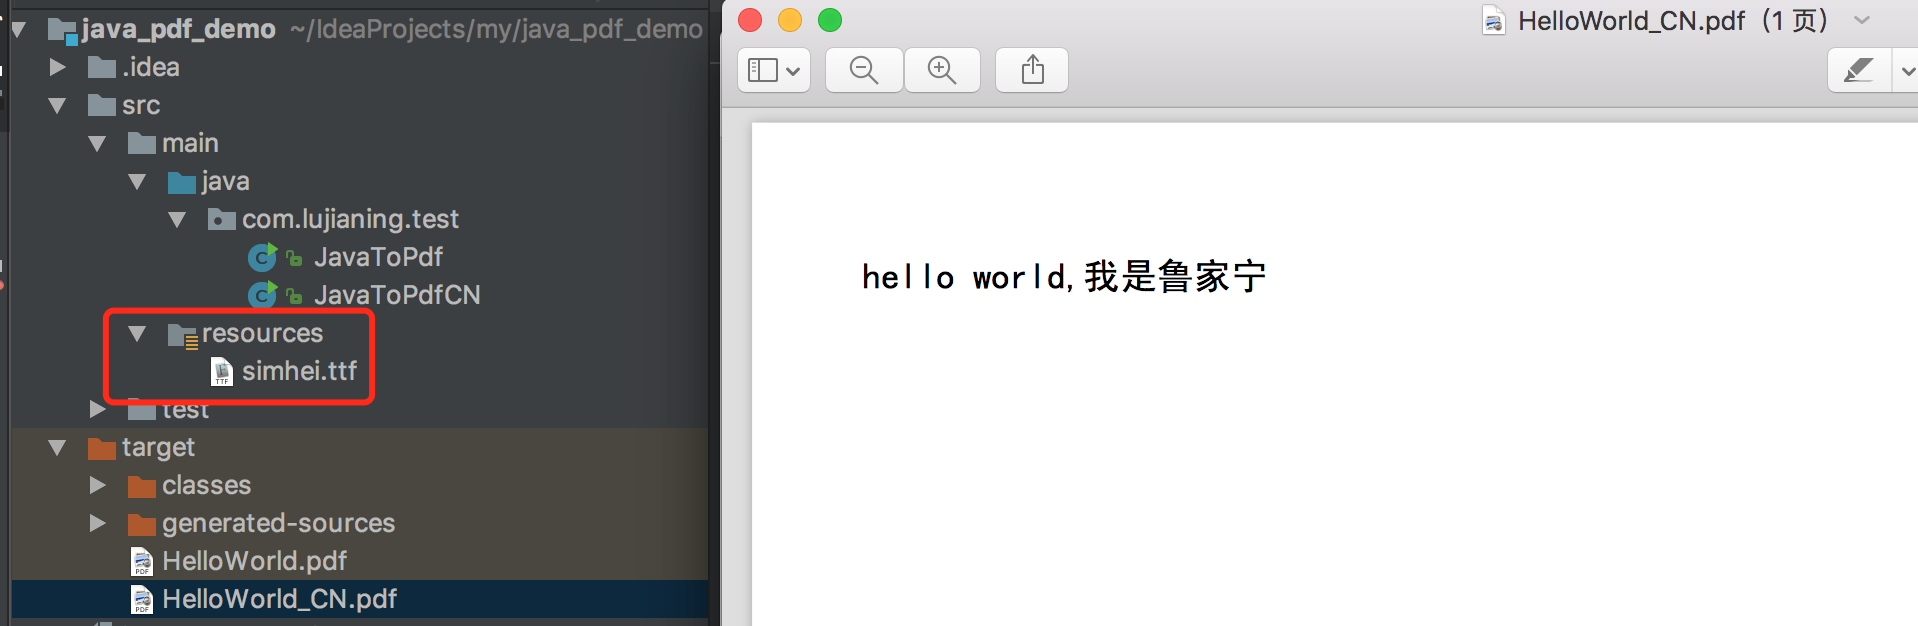 java_pdf_demo ~/IdeaProjects/my/java_pdf_demo
.idea
src
main
java
com.lujianing.test
JavaToPdf
JavaToPdfCN
resources
simhei.ttf
test
target
classes
generated-sources
HelloWorld.pdf
HelloWorld_CN.pdf
HelloWorld_CN.pdf（1 页）
hello world,我是鲁家宁